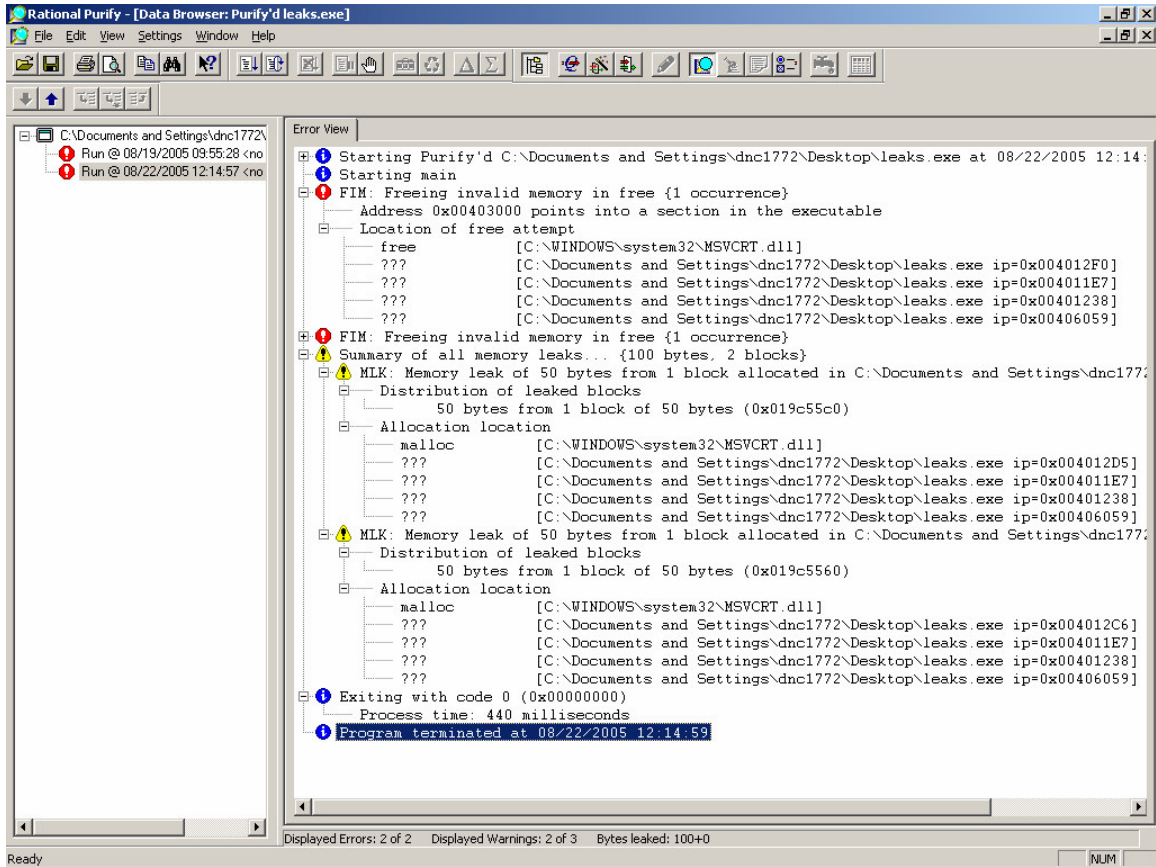 Rational Purify - [Data Browser: Purify'd leaks.exe]
File Edit View Settings Window Help
C:\Documents and Settings\dnc1772\
Run @ 08/19/2005 09:55:28 <no
Run @ 08/22/2005 12:14:57 <no
Error View
Starting Purify'd C:\Documents and Settings\dnc1772\Desktop\leaks.exe at 08/22/2005 12:14:
Starting main
FIM: Freeing invalid memory in free {1 occurrence}
Address 0x00403000 points into a section in the executable
Location of free attempt
free [C:\WINDOWS\system32\MSVCRT.dll]
??? [C:\Documents and Settings\dnc1772\Desktop\leaks.exe ip=0x004012F0]
??? [C:\Documents and Settings\dnc1772\Desktop\leaks.exe ip=0x004011E7]
??? [C:\Documents and Settings\dnc1772\Desktop\leaks.exe ip=0x00401238]
??? [C:\Documents and Settings\dnc1772\Desktop\leaks.exe ip=0x00406059]
FIM: Freeing invalid memory in free {1 occurrence}
Summary of all memory leaks... {100 bytes, 2 blocks}
MLK: Memory leak of 50 bytes from 1 block allocated in C:\Documents and Settings\dnc177
Distribution of leaked blocks
50 bytes from 1 block of 50 bytes (0x019c55c0)
Allocation location
malloc [C:\WINDOWS\system32\MSVCRT.dll]
??? [C:\Documents and Settings\dnc1772\Desktop\leaks.exe ip=0x004012D5]
??? [C:\Documents and Settings\dnc1772\Desktop\leaks.exe ip=0x004011E7]
??? [C:\Documents and Settings\dnc1772\Desktop\leaks.exe ip=0x00401238]
??? [C:\Documents and Settings\dnc1772\Desktop\leaks.exe ip=0x00406059]
MLK: Memory leak of 50 bytes from 1 block allocated in C:\Documents and Settings\dnc177
Distribution of leaked blocks
50 bytes from 1 block of 50 bytes (0x019c5560)
Allocation location
malloc [C:\WINDOWS\system32\MSVCRT.dll]
??? [C:\Documents and Settings\dnc1772\Desktop\leaks.exe ip=0x004012C6]
??? [C:\Documents and Settings\dnc1772\Desktop\leaks.exe ip=0x004011E7]
??? [C:\Documents and Settings\dnc1772\Desktop\leaks.exe ip=0x00401238]
??? [C:\Documents and Settings\dnc1772\Desktop\leaks.exe ip=0x00406059]
Exiting with code 0 (0x00000000)
Process time: 440 milliseconds
Program terminated at 08/22/2005 12:14:59
Displayed Errors: 2 of 2 Displayed Warnings: 2 of 3 Bytes leaked: 100+0
Ready NUM